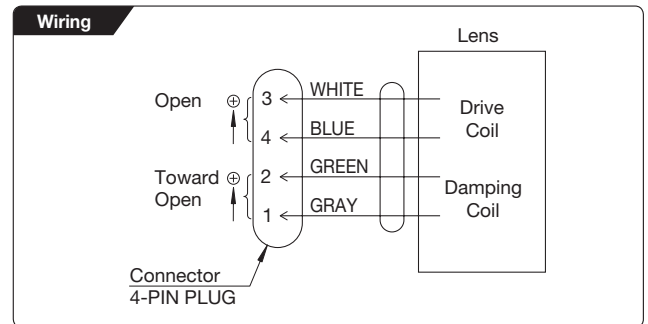 Wiring
Lens
Open ⊕ 3 WHITE
Drive
Coil
4 BLUE
Toward ⊕ 2 GREEN
Open
Damping
Coil
1 GRAY
Connector
4-PIN PLUG